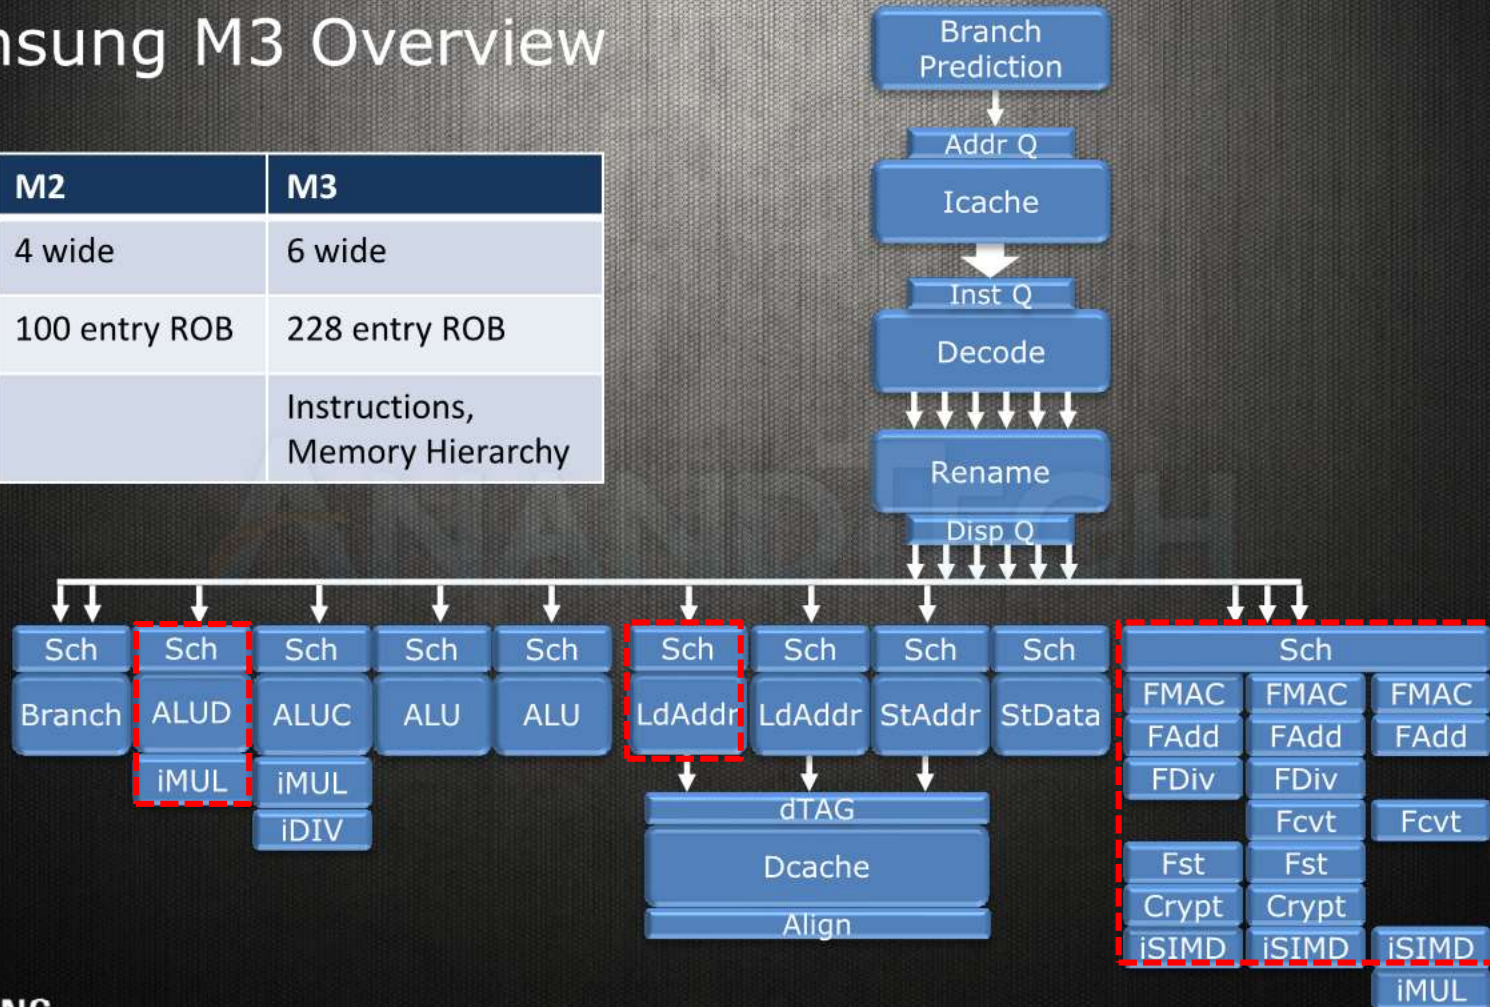 nsung M3 Overview
M2 M3
4 wide 6 wide
100 entry ROB 228 entry ROB
Instructions,
Memory Hierarchy
Branch
Prediction
Addr Q
Icache
Inst Q
Decode
Rename
Disp Q
ANANDTECH
Sch Sch Sch Sch Sch Sch Sch Sch Sch Sch
Branch ALUD ALUC ALU ALU LdAddr LdAddr StAddr StData
iMUL iMUL
iDIV
dTAG
Dcache
Align
FMAC FMAC FMAC
FAdd FAdd FAdd
FDiv FDiv
Fcvt Fcvt
Fst Fst
Crypt Crypt
iSIMD iSIMD iSIMD
iMUL